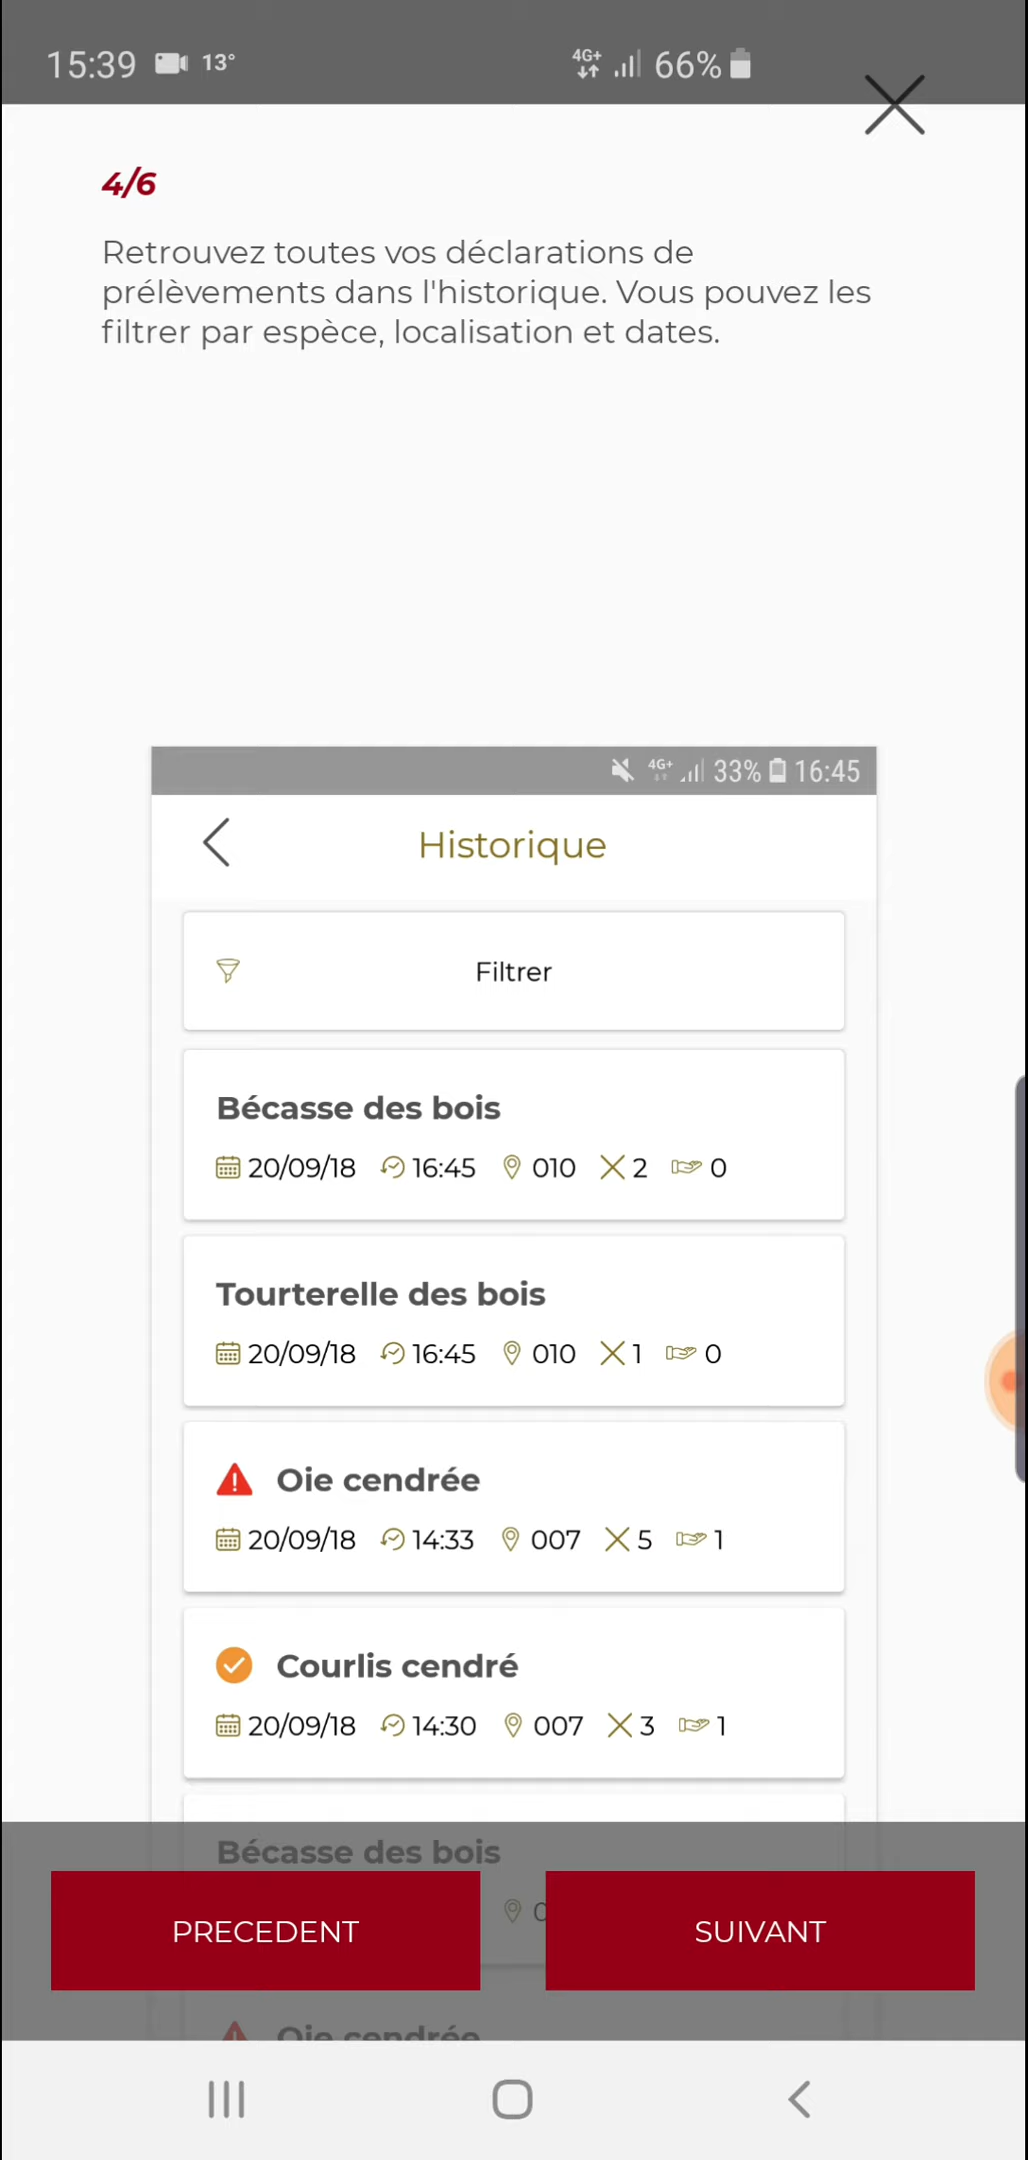 15:39 13° 4G+ 66%
4/6
Retrouvez toutes vos déclarations de
prélèvements dans l'historique. Vous pouvez les
filtrer par espèce, localisation et dates.
4G+ 33% 16:45
Historique
Filtrer
Bécasse des bois
20/09/18 16:45 010 2 0
Tourterelle des bois
20/09/18 16:45 010 1 0
Oie cendrée
20/09/18 14:33 007 5 1
Courlis cendré
20/09/18 14:30 007 3 1
Bécasse des bois
PRECEDENT SUIVANT
Oie cendrée